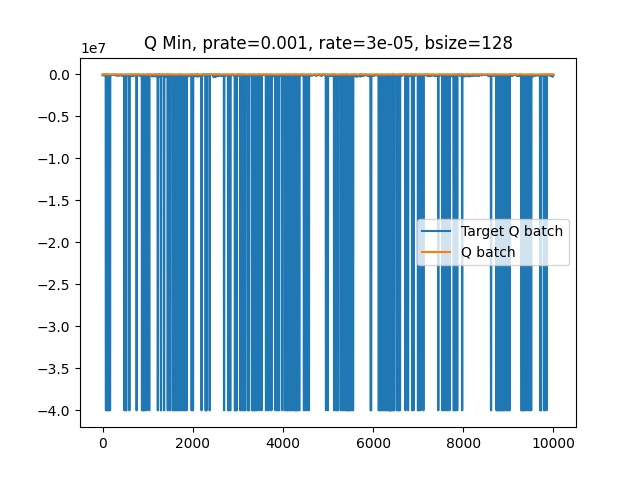 Q Min, prate=0.001, rate=3e-05, bsize=128
1e7
0.0
−0.5
−1.0
−1.5
−2.0
−2.5
−3.0
−3.5
−4.0
Target Q batch
Q batch
0 2000 4000 6000 8000 10000